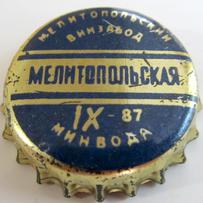 МЕЛИТОПОЛЬСКИЙ
ВИНЗАВОД
МЕЛИТОПОЛЬСКАЯ
IX - 87
МИНВОДА